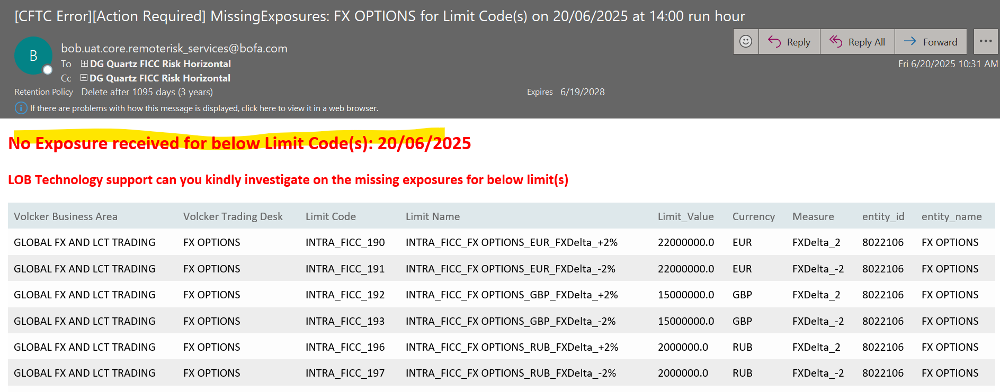 [CFTC Error][Action Required] MissingExposures: FX OPTIONS for Limit Code(s) on 20/06/2025 at 14:00 run hour
B
bob.uat.core.remoterisk_services@bofa.com
Reply Reply All Forward ...
To DG Quartz FICC Risk Horizontal
Fri 6/20/2025 10:31 AM
Cc DG Quartz FICC Risk Horizontal
Retention Policy Delete after 1095 days (3 years) Expires 6/19/2028
If there are problems with how this message is displayed, click here to view it in a web browser.
No Exposure received for below Limit Code(s): 20/06/2025
LOB Technology support can you kindly investigate on the missing exposures for below limit(s)
Volcker Business Area Volcker Trading Desk Limit Code Limit Name Limit_Value Currency Measure entity_id entity_name
GLOBAL FX AND LCT TRADING FX OPTIONS INTRA_FICC_190 INTRA_FICC_FX OPTIONS_EUR_FXDelta_+2% 22000000.0 EUR FXDelta_2 8022106 FX OPTIONS
GLOBAL FX AND LCT TRADING FX OPTIONS INTRA_FICC_191 INTRA_FICC_FX OPTIONS_EUR_FXDelta_-2% 22000000.0 EUR FXDelta_-2 8022106 FX OPTIONS
GLOBAL FX AND LCT TRADING FX OPTIONS INTRA_FICC_192 INTRA_FICC_FX OPTIONS_GBP_FXDelta_+2% 15000000.0 GBP FXDelta_2 8022106 FX OPTIONS
GLOBAL FX AND LCT TRADING FX OPTIONS INTRA_FICC_193 INTRA_FICC_FX OPTIONS_GBP_FXDelta_-2% 15000000.0 GBP FXDelta_-2 8022106 FX OPTIONS
GLOBAL FX AND LCT TRADING FX OPTIONS INTRA_FICC_196 INTRA_FICC_FX OPTIONS_RUB_FXDelta_+2% 2000000.0 RUB FXDelta_2 8022106 FX OPTIONS
GLOBAL FX AND LCT TRADING FX OPTIONS INTRA_FICC_197 INTRA_FICC_FX OPTIONS_RUB_FXDelta_-2% 2000000.0 RUB FXDelta_-2 8022106 FX OPTIONS